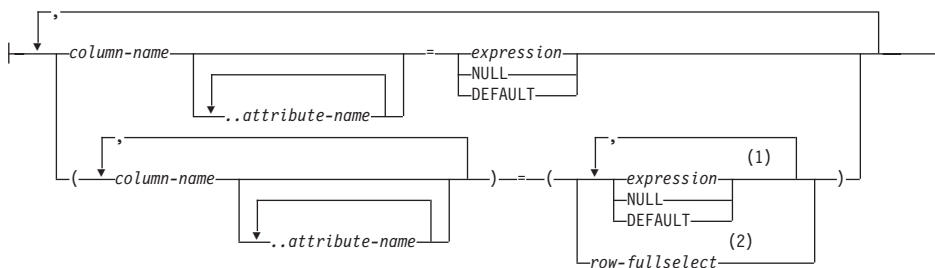 ,
column-name = expression
NULL
DEFAULT
..attribute-name
, , (1)
( column-name ) = ( expression )
NULL
DEFAULT
..attribute-name (2)
row-fullselect